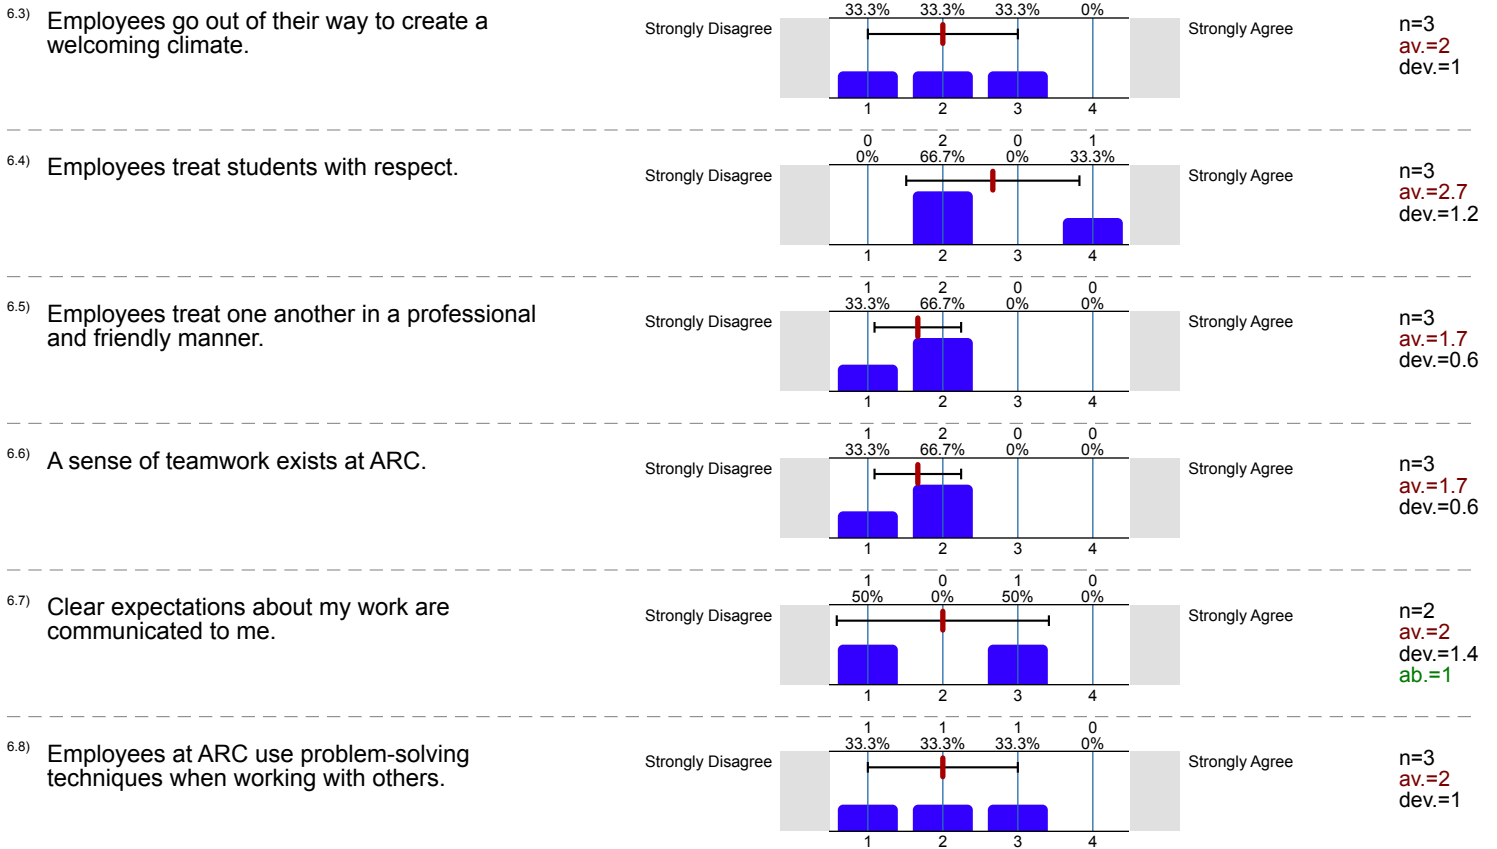 6.3) Employees go out of their way to create a
welcoming climate.
Strongly Disagree
33.3% 33.3% 33.3% 0%
1 2 3 4
Strongly Agree
n=3
av.=2
dev.=1
6.4) Employees treat students with respect.
Strongly Disagree
0 2 0 1
0% 66.7% 0% 33.3%
1 2 3 4
Strongly Agree
n=3
av.=2.7
dev.=1.2
6.5) Employees treat one another in a professional
and friendly manner.
Strongly Disagree
1 2 0 0
33.3% 66.7% 0% 0%
1 2 3 4
Strongly Agree
n=3
av.=1.7
dev.=0.6
6.6) A sense of teamwork exists at ARC.
Strongly Disagree
1 2 0 0
33.3% 66.7% 0% 0%
1 2 3 4
Strongly Agree
n=3
av.=1.7
dev.=0.6
6.7) Clear expectations about my work are
communicated to me.
Strongly Disagree
1 0 1 0
50% 0% 50% 0%
1 2 3 4
Strongly Agree
n=2
av.=2
dev.=1.4
ab.=1
6.8) Employees at ARC use problem-solving
techniques when working with others.
Strongly Disagree
1 1 1 0
33.3% 33.3% 33.3% 0%
1 2 3 4
Strongly Agree
n=3
av.=2
dev.=1